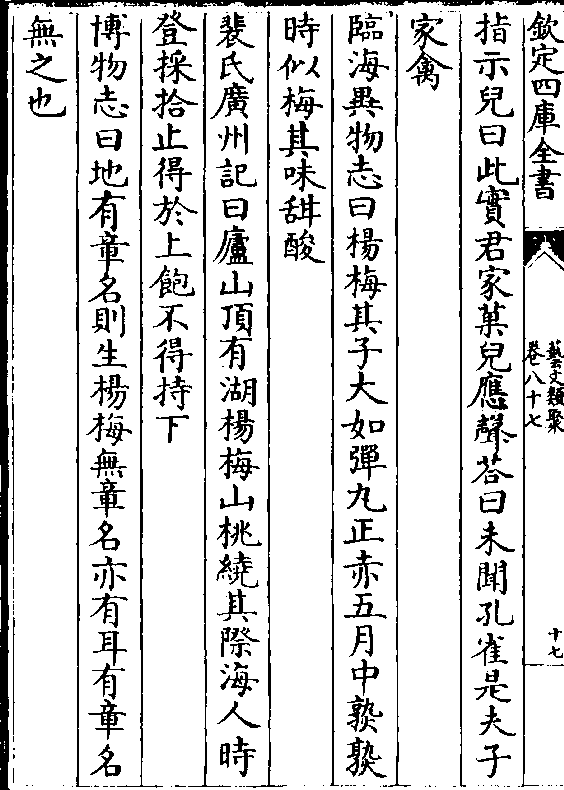 欽定四庫全書
藝文類聚
卷八十七
十七
指示兒曰此實君家菓兒應聲荅曰未聞孔雀是夫子
家禽
臨海異物志曰楊梅其子大如彈丸正赤五月中熟熟
時似梅其味甜酸
裴氏廣州記曰廬山頂有湖楊梅山桃繞其際海人時
登採拾止得於上飽不得持下
博物志曰地有章名則生楊梅無章名亦有耳有章名
無之也